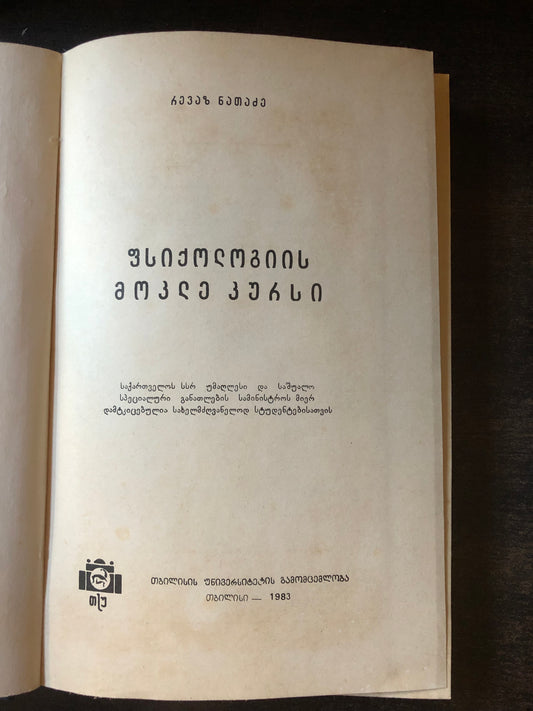 რევაზ ნათაძე
ფსიქოლოგიის
მოკლე კურსი
საქართველოს სსრ უმაღლესი და საშუალო
სპეციალური განათლების სამინისტროს მიერ
დამტკიცებულია სახელმძღვანელოდ სტუდენტებისათვის
თსუ
თბილისის უნივერსიტეტის გამომცემლობა
თბილისი — 1983